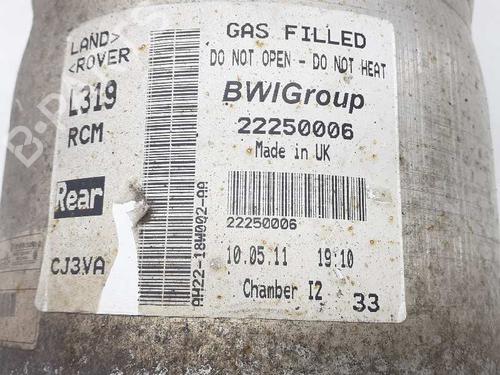 LAND>
<ROVER
L319
RCM
Rear
CJ3VA
AH22-18W002-AA
GAS FILLED
DO NOT OPEN - DO NOT HEAT
BWIGroup
22250006
Made in UK
22250006
10.05.11 19:10
Chamber I2
33